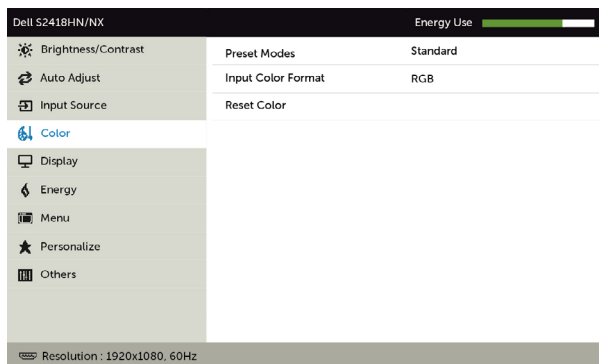 Dell S2418HN/NX Energy Use
Brightness/Contrast
Auto Adjust
Input Source
Color
Display
Energy
Menu
Personalize
Others
Preset Modes Standard
Input Color Format RGB
Reset Color
Resolution : 1920x1080, 60Hz